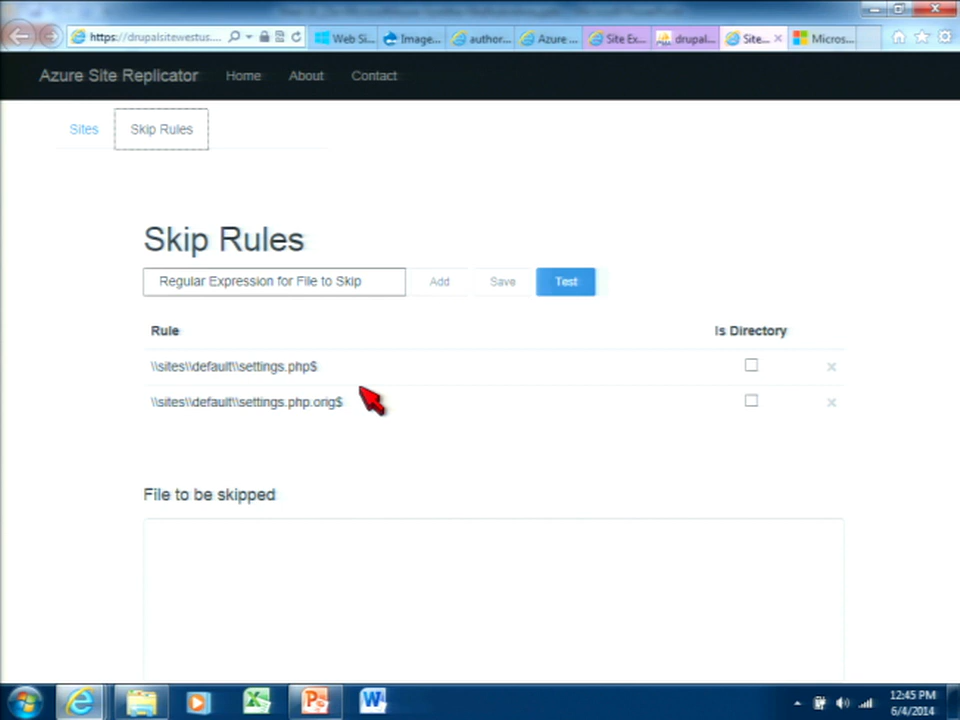 https://drupalsitewestus....
Web Si...
Image...
author...
Azure ...
Site Ex...
drupal...
Site...
Micros...
Azure Site Replicator
Home
About
Contact
Sites
Skip Rules
Skip Rules
Regular Expression for File to Skip
Add
Save
Test
Rule
Is Directory
\\sites\\default\\settings.php$
\\sites\\default\\settings.php.orig$
File to be skipped
12:45 PM
6/4/2014